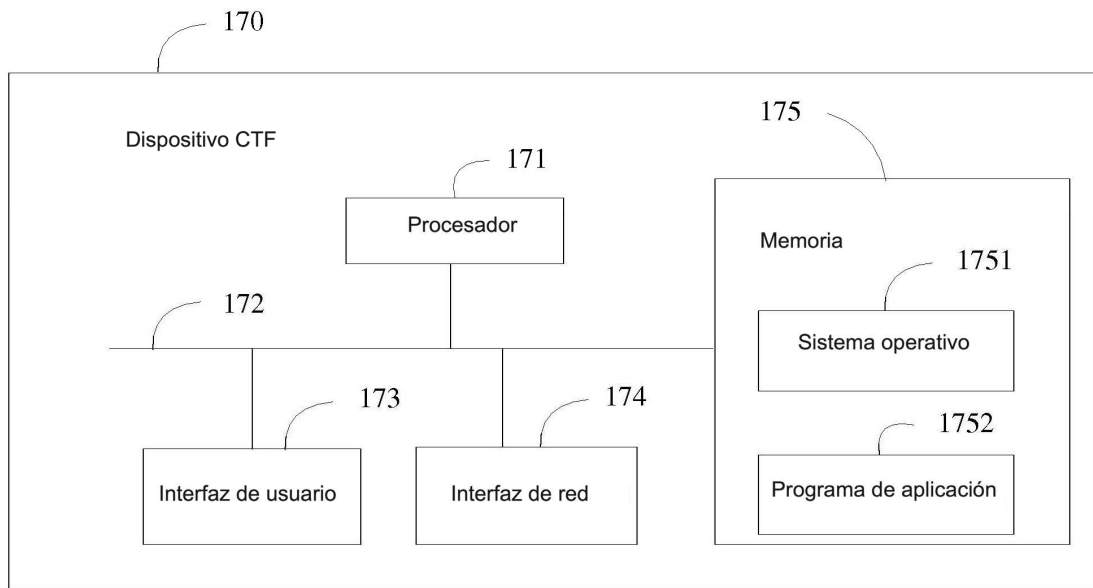 170
Dispositivo CTF
175
171
Procesador
Memoria
1751
172
Sistema operativo
173
174
1752
Interfaz de usuario
Interfaz de red
Programa de aplicación